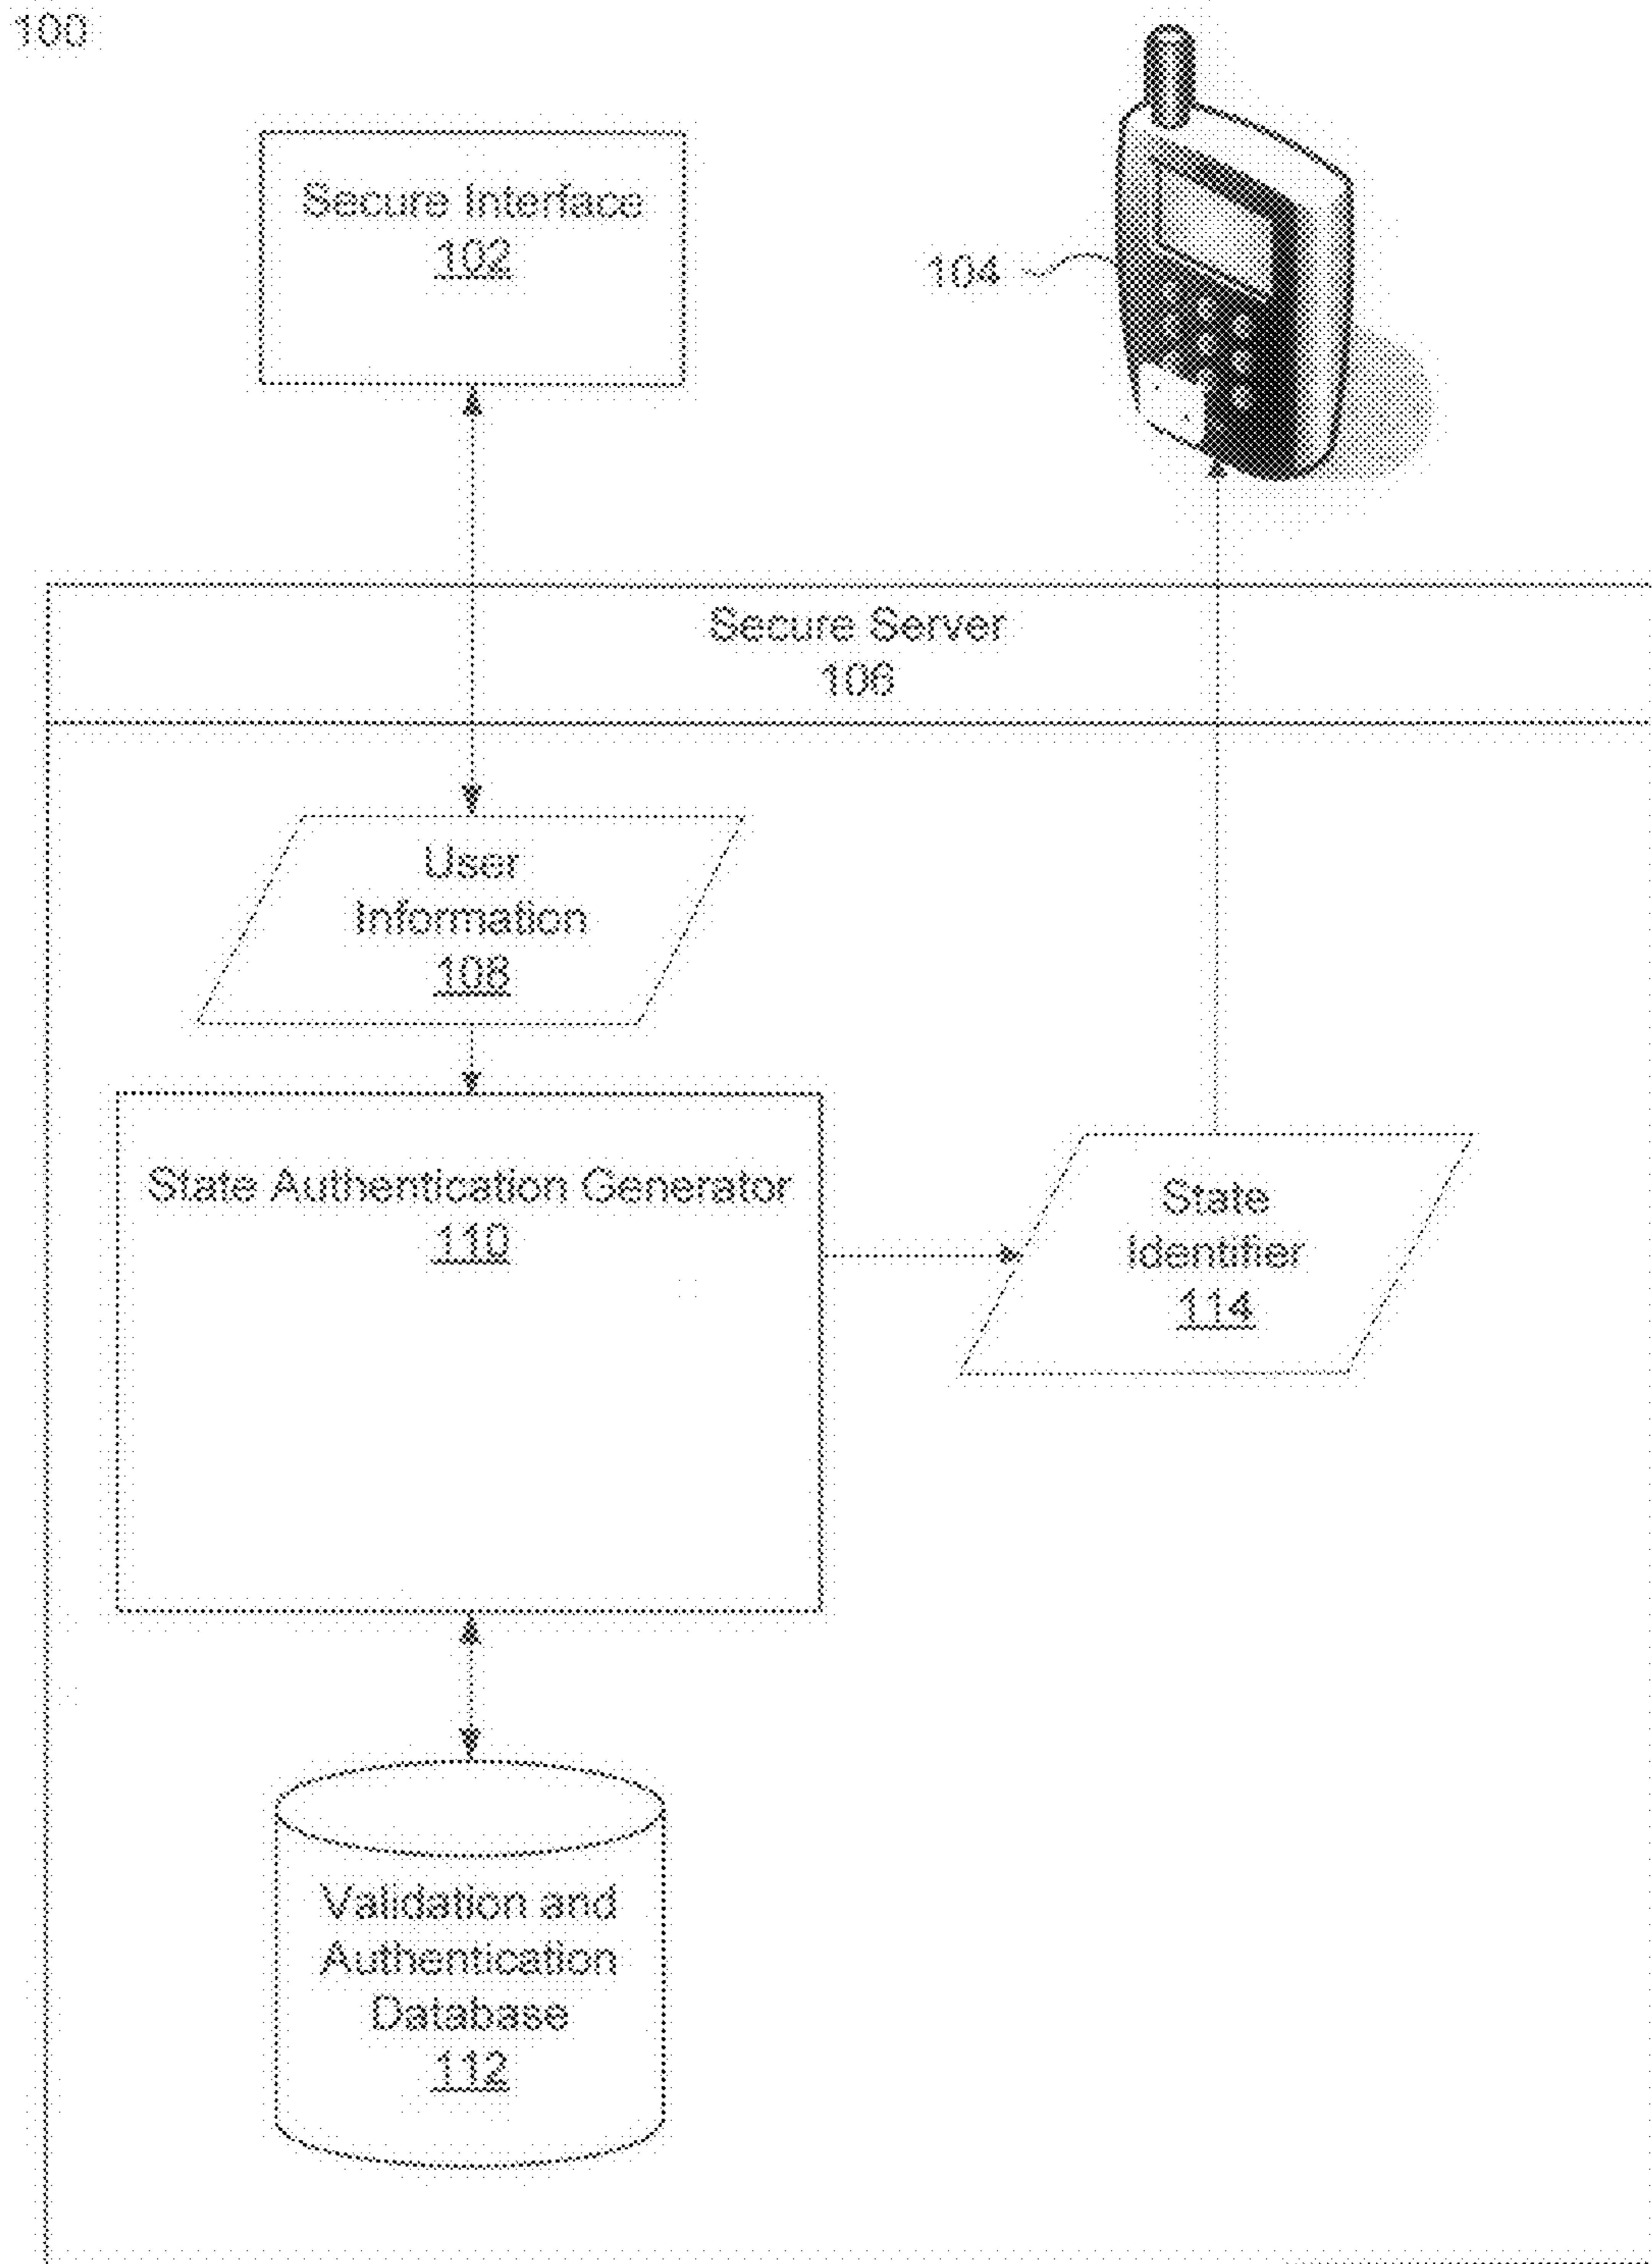 100
Secure Interface
102
104
Secure Server
106
User
Information
108
State Authentication Generator
110
State
Identifier
114
Validation and
Authentication
Database
112